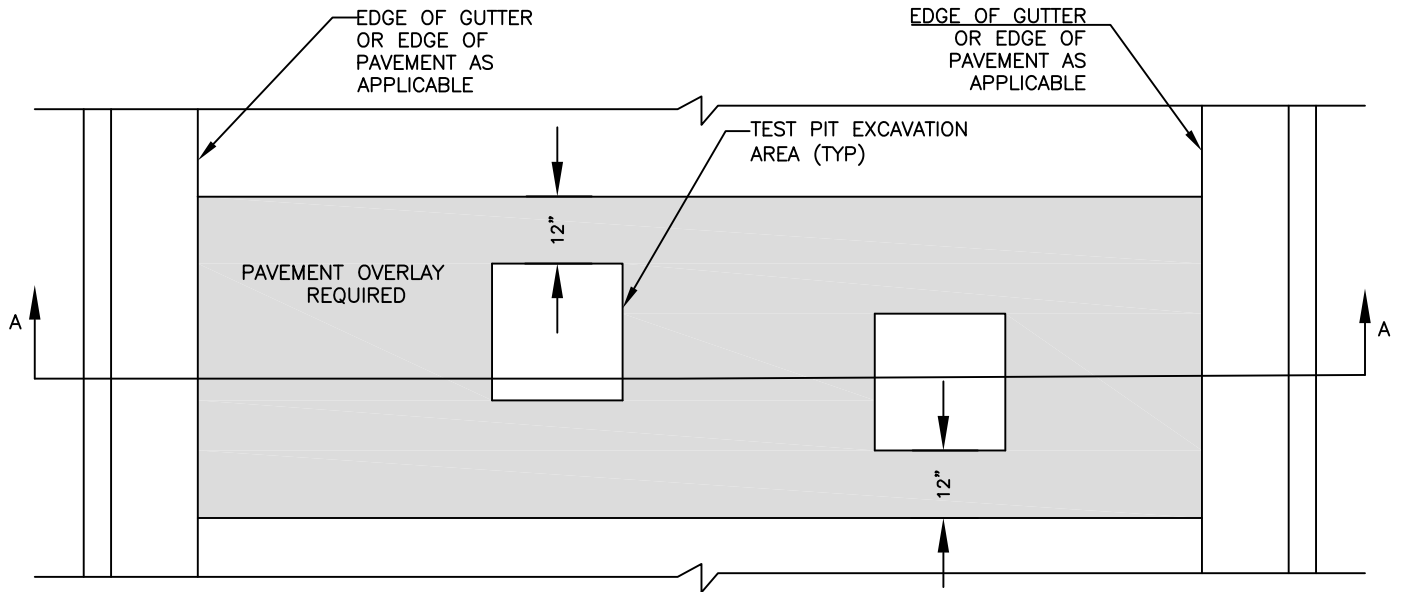 EDGE OF GUTTER
OR EDGE OF
PAVEMENT AS
APPLICABLE
EDGE OF GUTTER
OR EDGE OF
PAVEMENT AS
APPLICABLE
TEST PIT EXCAVATION
AREA (TYP)
12"
PAVEMENT OVERLAY
REQUIRED
A
A
12"